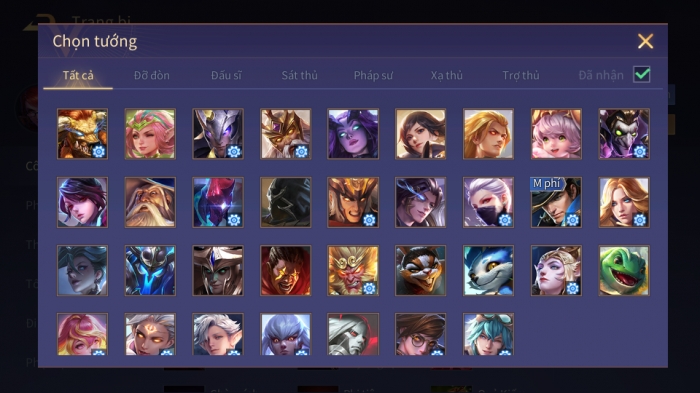 Trang bị
Chọn tướng
Tất cả
Đỡ đòn
Đấu sĩ
Sát thủ
Pháp sư
Xạ thủ
Trợ thủ
Đã nhận
M phí